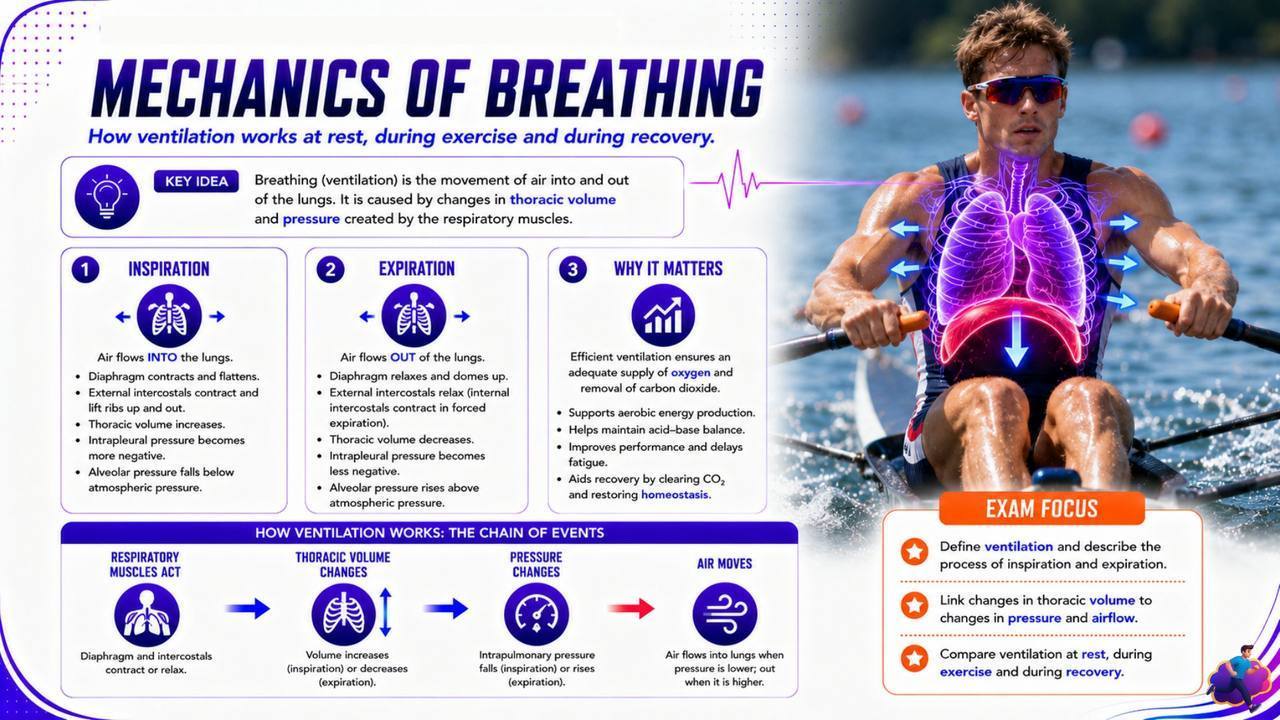 MECHANICS OF BREATHING
How ventilation works at rest, during exercise and during recovery.
KEY IDEA
Breathing (ventilation) is the movement of air into and out
of the lungs. It is caused by changes in thoracic volume
and pressure created by the respiratory muscles.
1 INSPIRATION
Air flows INTO the lungs.
• Diaphragm contracts and flattens.
• External intercostals contract and
lift ribs up and out.
• Thoracic volume increases.
• Intrapleural pressure becomes
more negative.
• Alveolar pressure falls below
atmospheric pressure.
2 EXPIRATION
Air flows OUT of the lungs.
• Diaphragm relaxes and domes up.
• External intercostals relax (internal
intercostals contract in forced
expiration).
• Thoracic volume decreases.
• Intrapleural pressure becomes
less negative.
• Alveolar pressure rises above
atmospheric pressure.
3 WHY IT MATTERS
Efficient ventilation ensures an
adequate supply of oxygen and
removal of carbon dioxide.
• Supports aerobic energy production.
• Helps maintain acid–base balance.
• Improves performance and delays
fatigue.
• Aids recovery by clearing CO₂
and restoring homeostasis.
HOW VENTILATION WORKS: THE CHAIN OF EVENTS
RESPIRATORY
MUSCLES ACT
Diaphragm and intercostals
contract or relax.
THORACIC VOLUME
CHANGES
Volume increases
(inspiration) or decreases
(expiration).
PRESSURE
CHANGES
Intrapulmonary pressure
falls (inspiration) or rises
(expiration).
AIR MOVES
Air flows into lungs when
pressure is lower; out
when it is higher.
EXAM FOCUS
Define ventilation and describe the
process of inspiration and expiration.
Link changes in thoracic volume to
changes in pressure and airflow.
Compare ventilation at rest, during
exercise and during recovery.